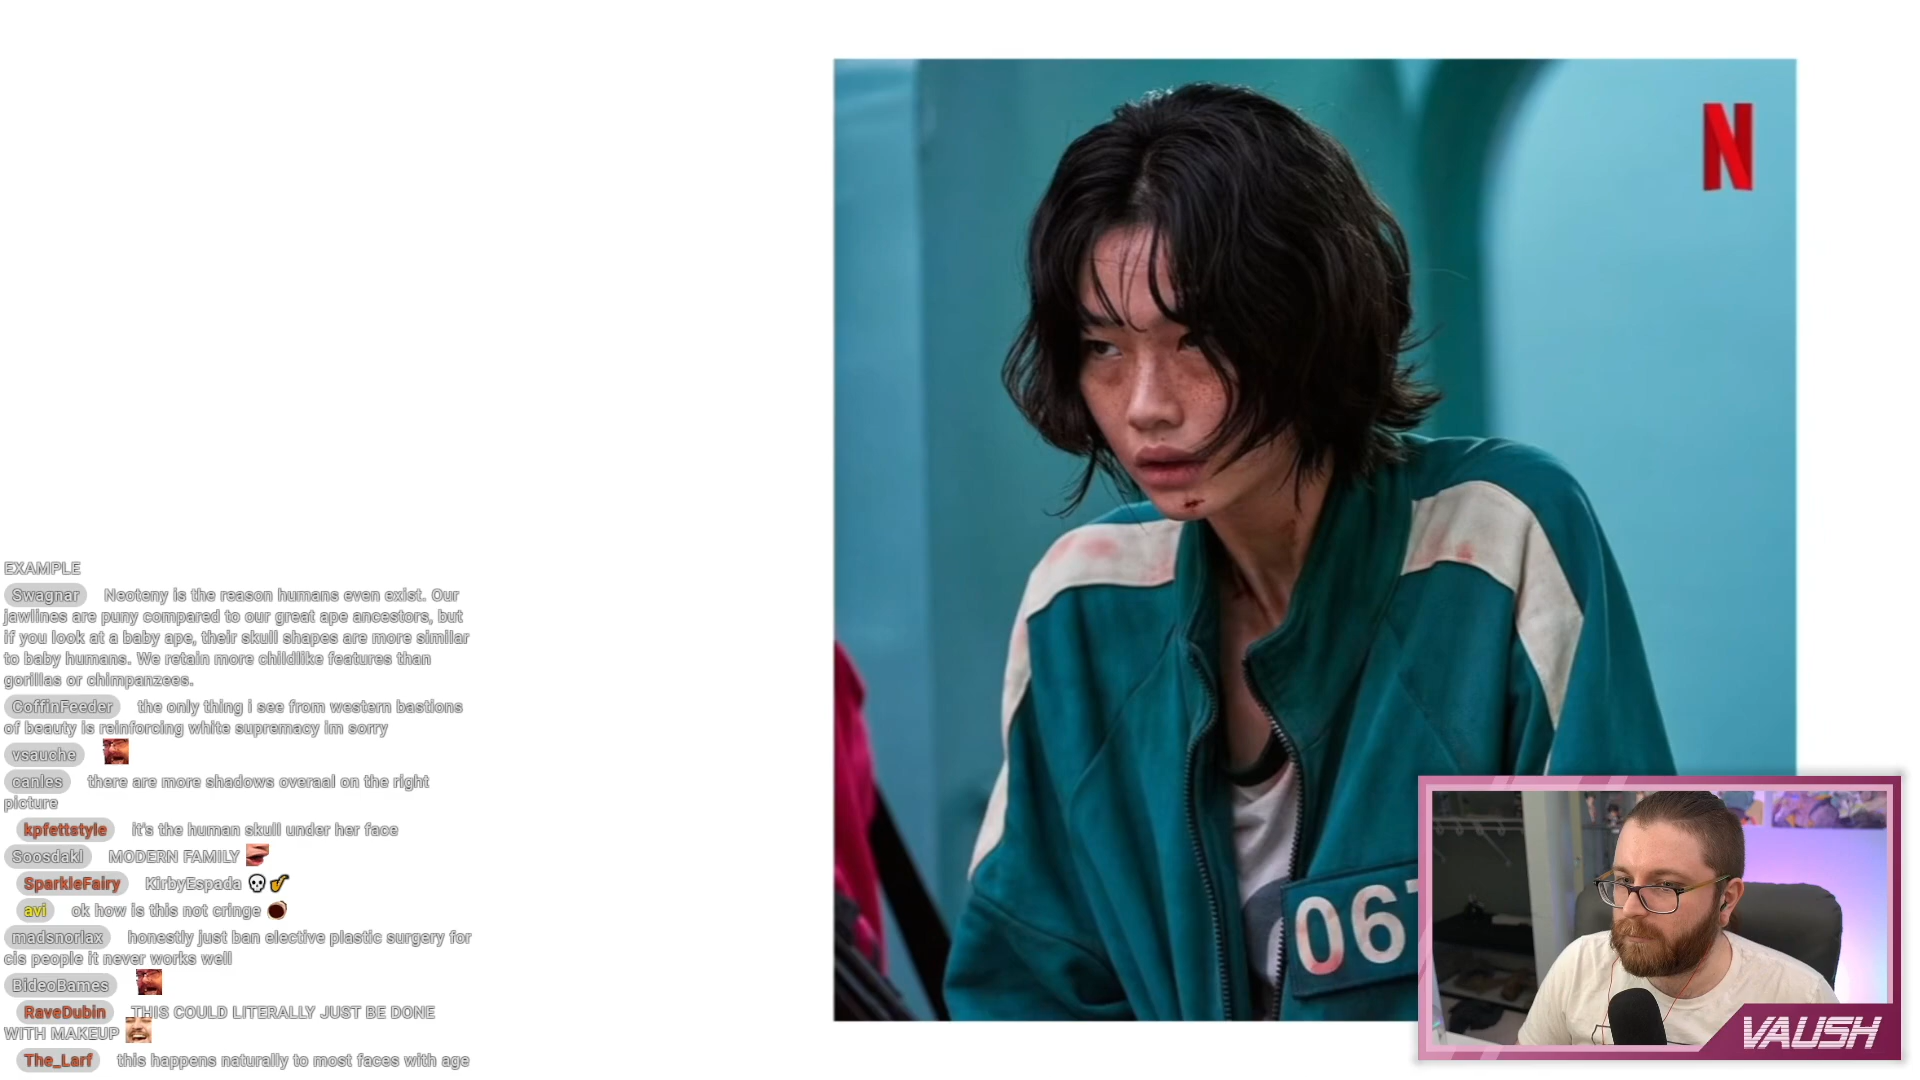 EXAMPLE
Swagnar Neoteny is the reason humans even exist. Our
jawlines are puny compared to our great ape ancestors, but
if you look at a baby ape, their skull shapes are more similar
to baby humans. We retain more childlike features than
gorillas or chimpanzees.
CoffinFeeder the only thing i see from western bastions
of beauty is reinforcing white supremacy im sorry
vsauche
canles there are more shadows overaal on the right
picture
kpfettstyle it's the human skull under her face
Soosdakl MODERN FAMILY
SparkleFairy KirbyEspada
avi ok how is this not cringe
madsnorlax honestly just ban elective plastic surgery for
cis people it never works well
BideoBames
RaveDubin THIS COULD LITERALLY JUST BE DONE
WITH MAKEUP
The_Larf this happens naturally to most faces with age
N
067
VAUSH